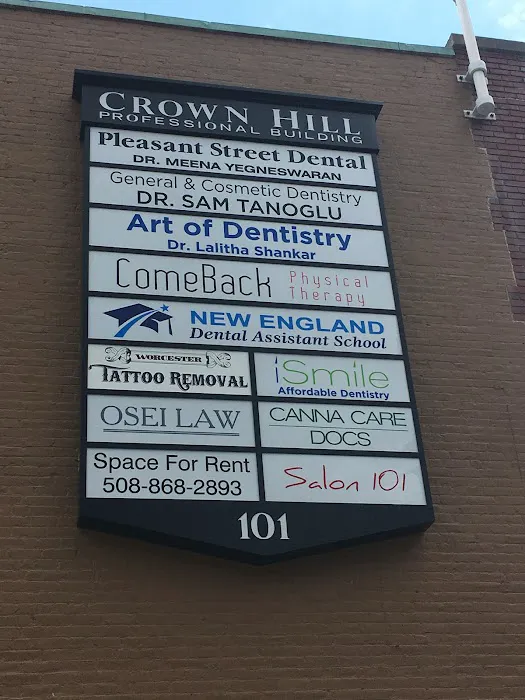 CROWN HILL
PROFESSIONAL BUILDING
Pleasant Street Dental
DR. MEENA YEGNESWARAN
General & Cosmetic Dentistry
DR. SAM TANOGLU
Art of Dentistry
Dr. Lalitha Shankar
ComeBack Physical
Therapy
NEW ENGLAND
Dental Assistant School
WORCESTER
TATTOO REMOVAL
iSmile
Affordable Dentistry
OSEI LAW
CANNA CARE
DOCS
Space For Rent
508-868-2893
Salon 101
101